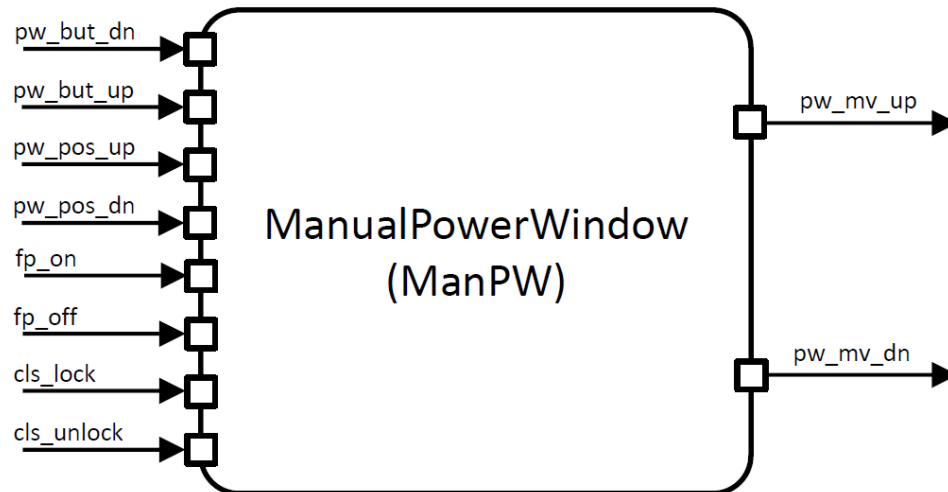 pw_but_dn
pw_but_up
pw_pos_up
pw_pos_dn
fp_on
fp_off
cls_lock
cls_unlock
ManualPowerWindow
(ManPW)
pw_mv_up
pw_mv_dn